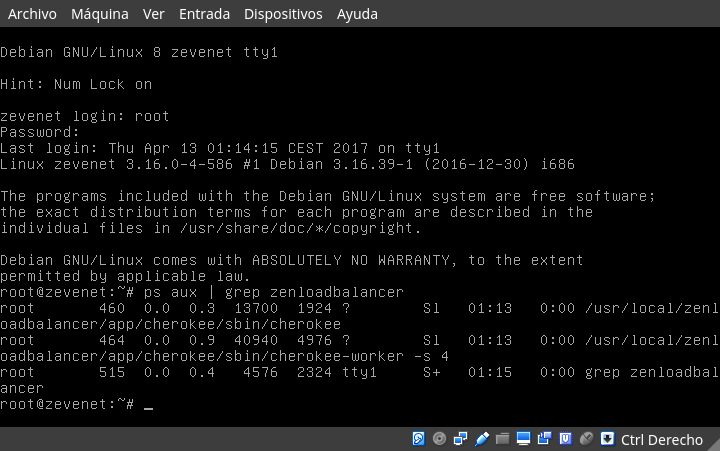 Archivo Máquina Ver Entrada Dispositivos Ayuda
Debian GNU/Linux 8 zevenet tty1
Hint: Num Lock on
zevenet login: root
Password:
Last login: Thu Apr 13 01:14:15 CEST 2017 on tty1
Linux zevenet 3.16.0-4-586 #1 Debian 3.16.39-1 (2016-12-30) i686
The programs included with the Debian GNU/Linux system are free software;
the exact distribution terms for each program are described in the
individual files in /usr/share/doc/*/copyright.
Debian GNU/Linux comes with ABSOLUTELY NO WARRANTY, to the extent
permitted by applicable law.
root@zevenet:~# ps aux | grep zenloadbalancer
root       460  0.0  0.3  13700  1924 ?        Sl   01:13   0:00 /usr/local/zenl
oadbalancer/app/cherokee/sbin/cherokee
root       464  0.0  0.9  40940  4976 ?        Sl   01:13   0:00 /usr/local/zenl
oadbalancer/app/cherokee/sbin/cherokee-worker -s 4
root       515  0.0  0.4   4576  2324 tty1     S+   01:15   0:00 grep zenloadbal
ancer
root@zevenet:~# _
Ctrl Derecho